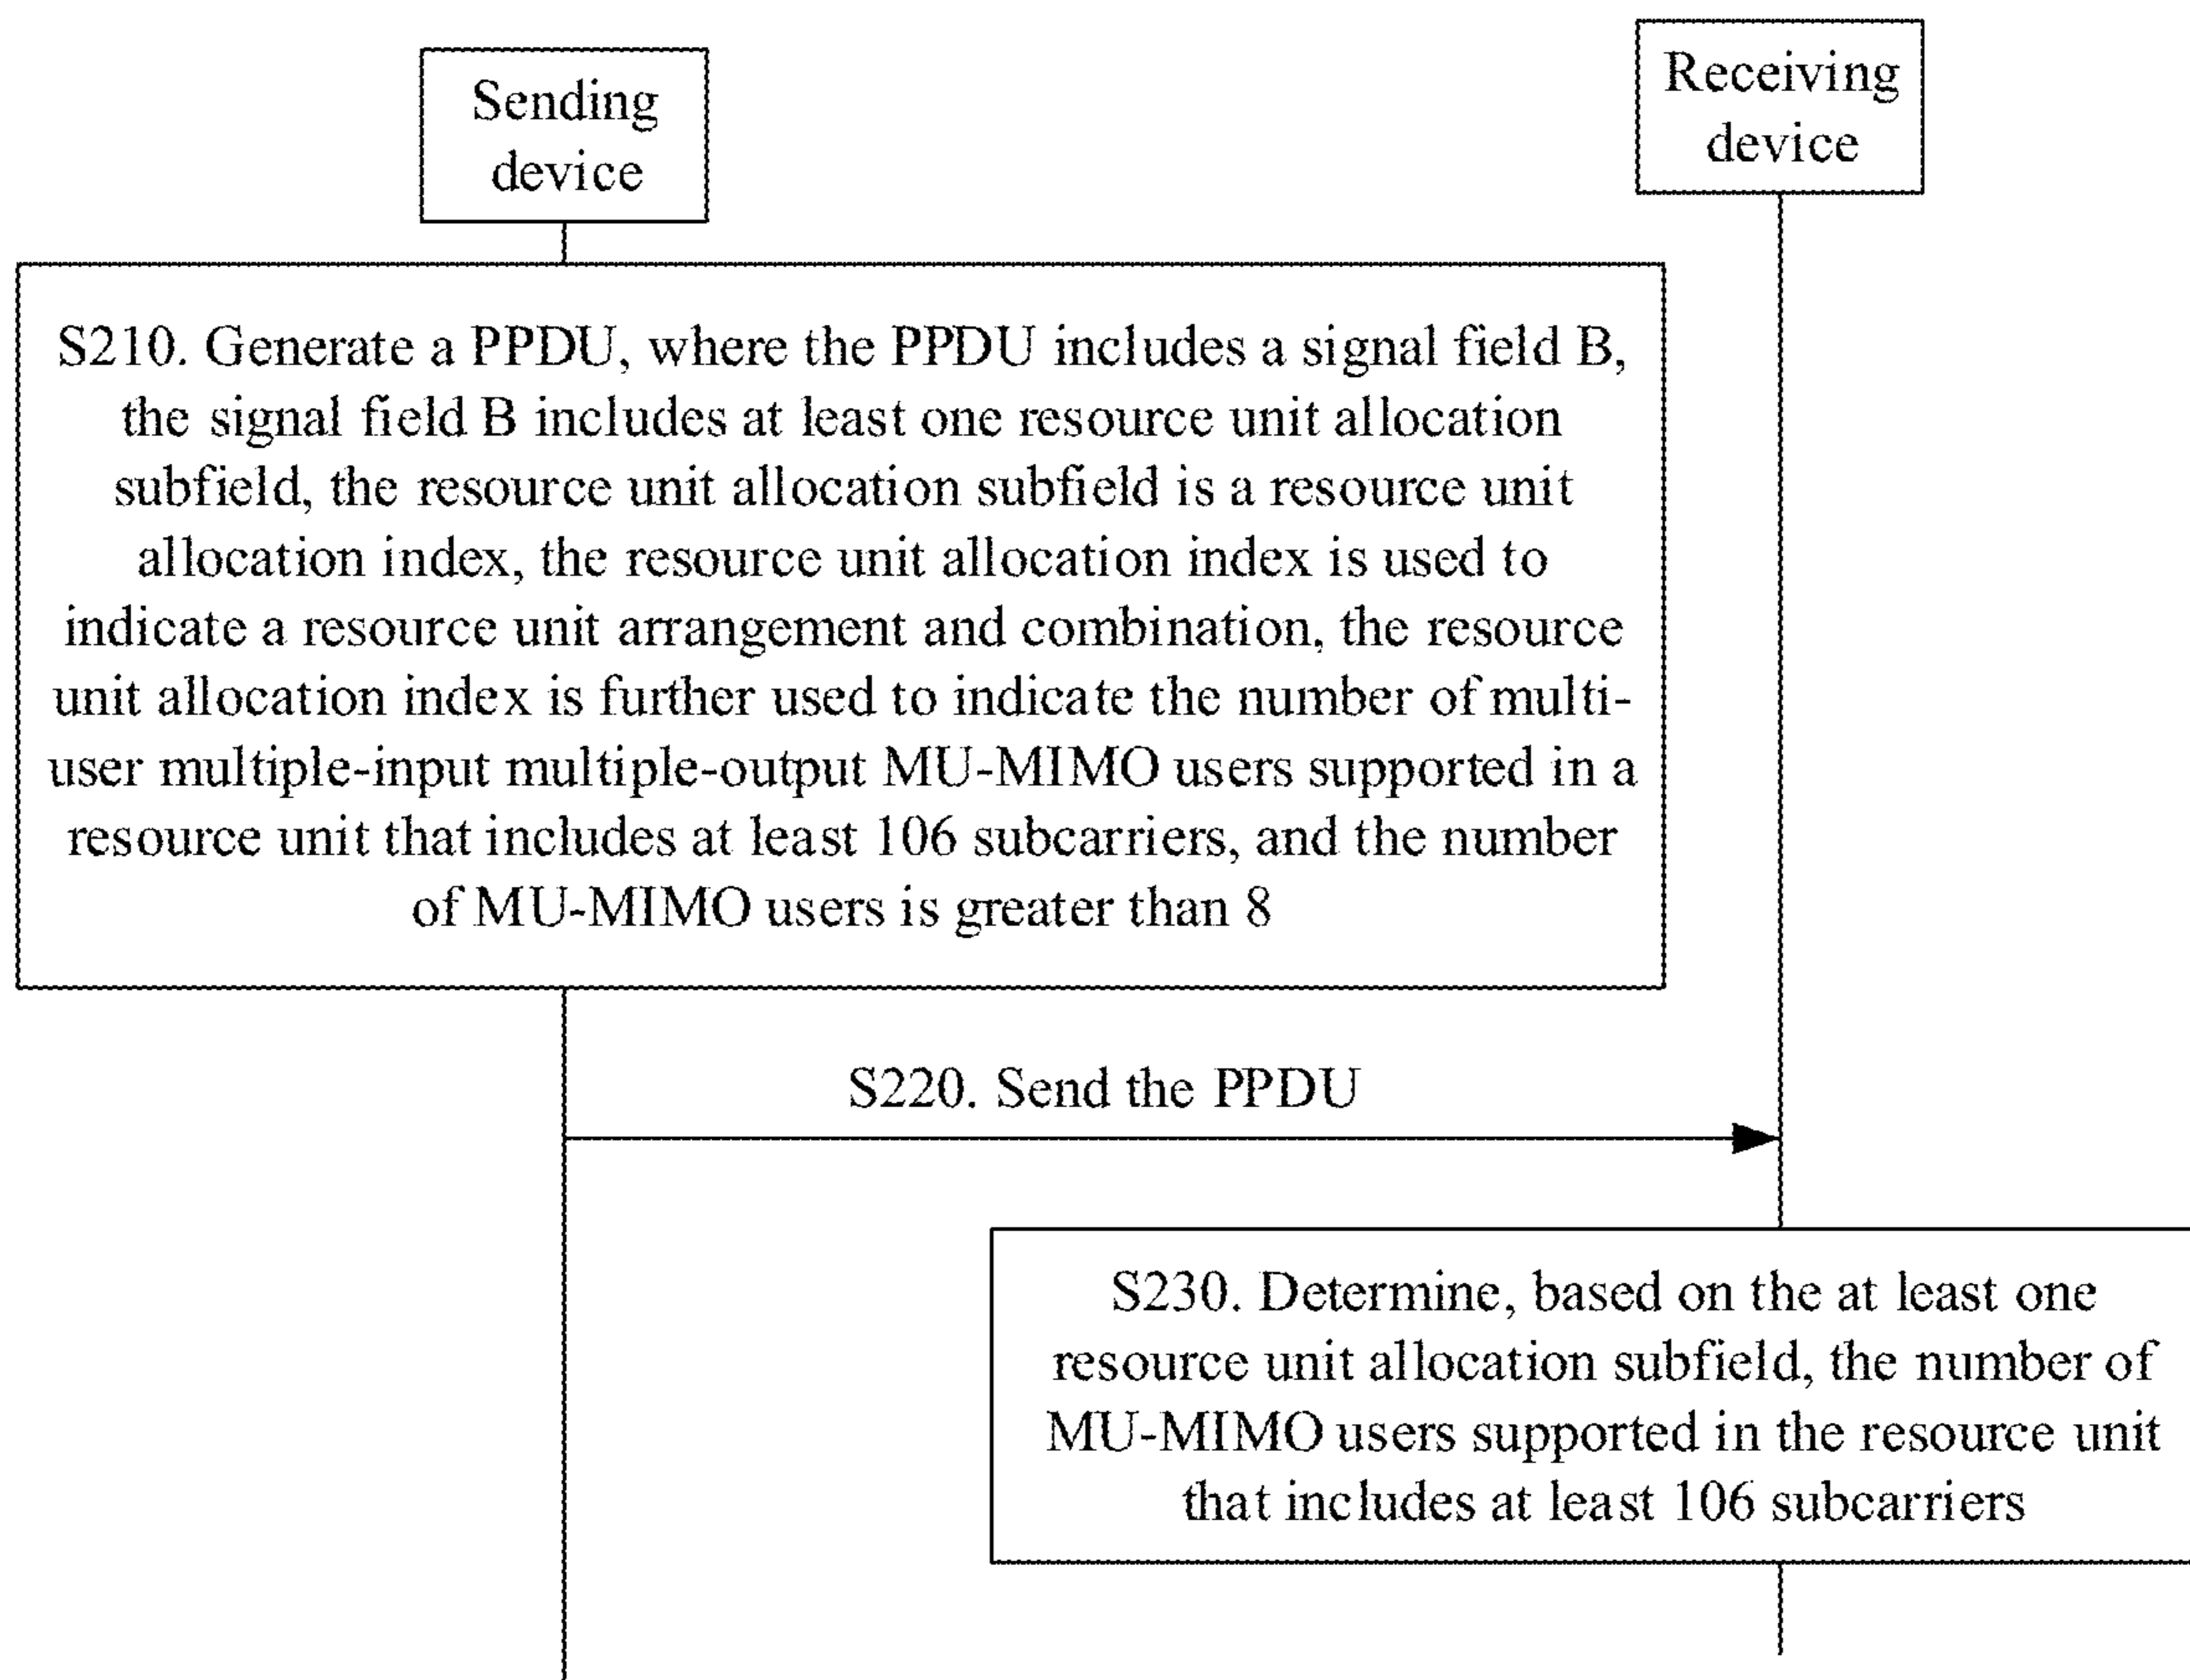 Sending
device
Receiving
device
S210. Generate a PPDU, where the PPDU includes a signal field B,
the signal field B includes at least one resource unit allocation
subfield, the resource unit allocation subfield is a resource unit
allocation index, the resource unit allocation index is used to
indicate a resource unit arrangement and combination, the resource
unit allocation index is further used to indicate the number of multi-
user multiple-input multiple-output MU-MIMO users supported in a
resource unit that includes at least 106 subcarriers, and the number
of MU-MIMO users is greater than 8
S220. Send the PPDU
S230. Determine, based on the at least one
resource unit allocation subfield, the number of
MU-MIMO users supported in the resource unit
that includes at least 106 subcarriers